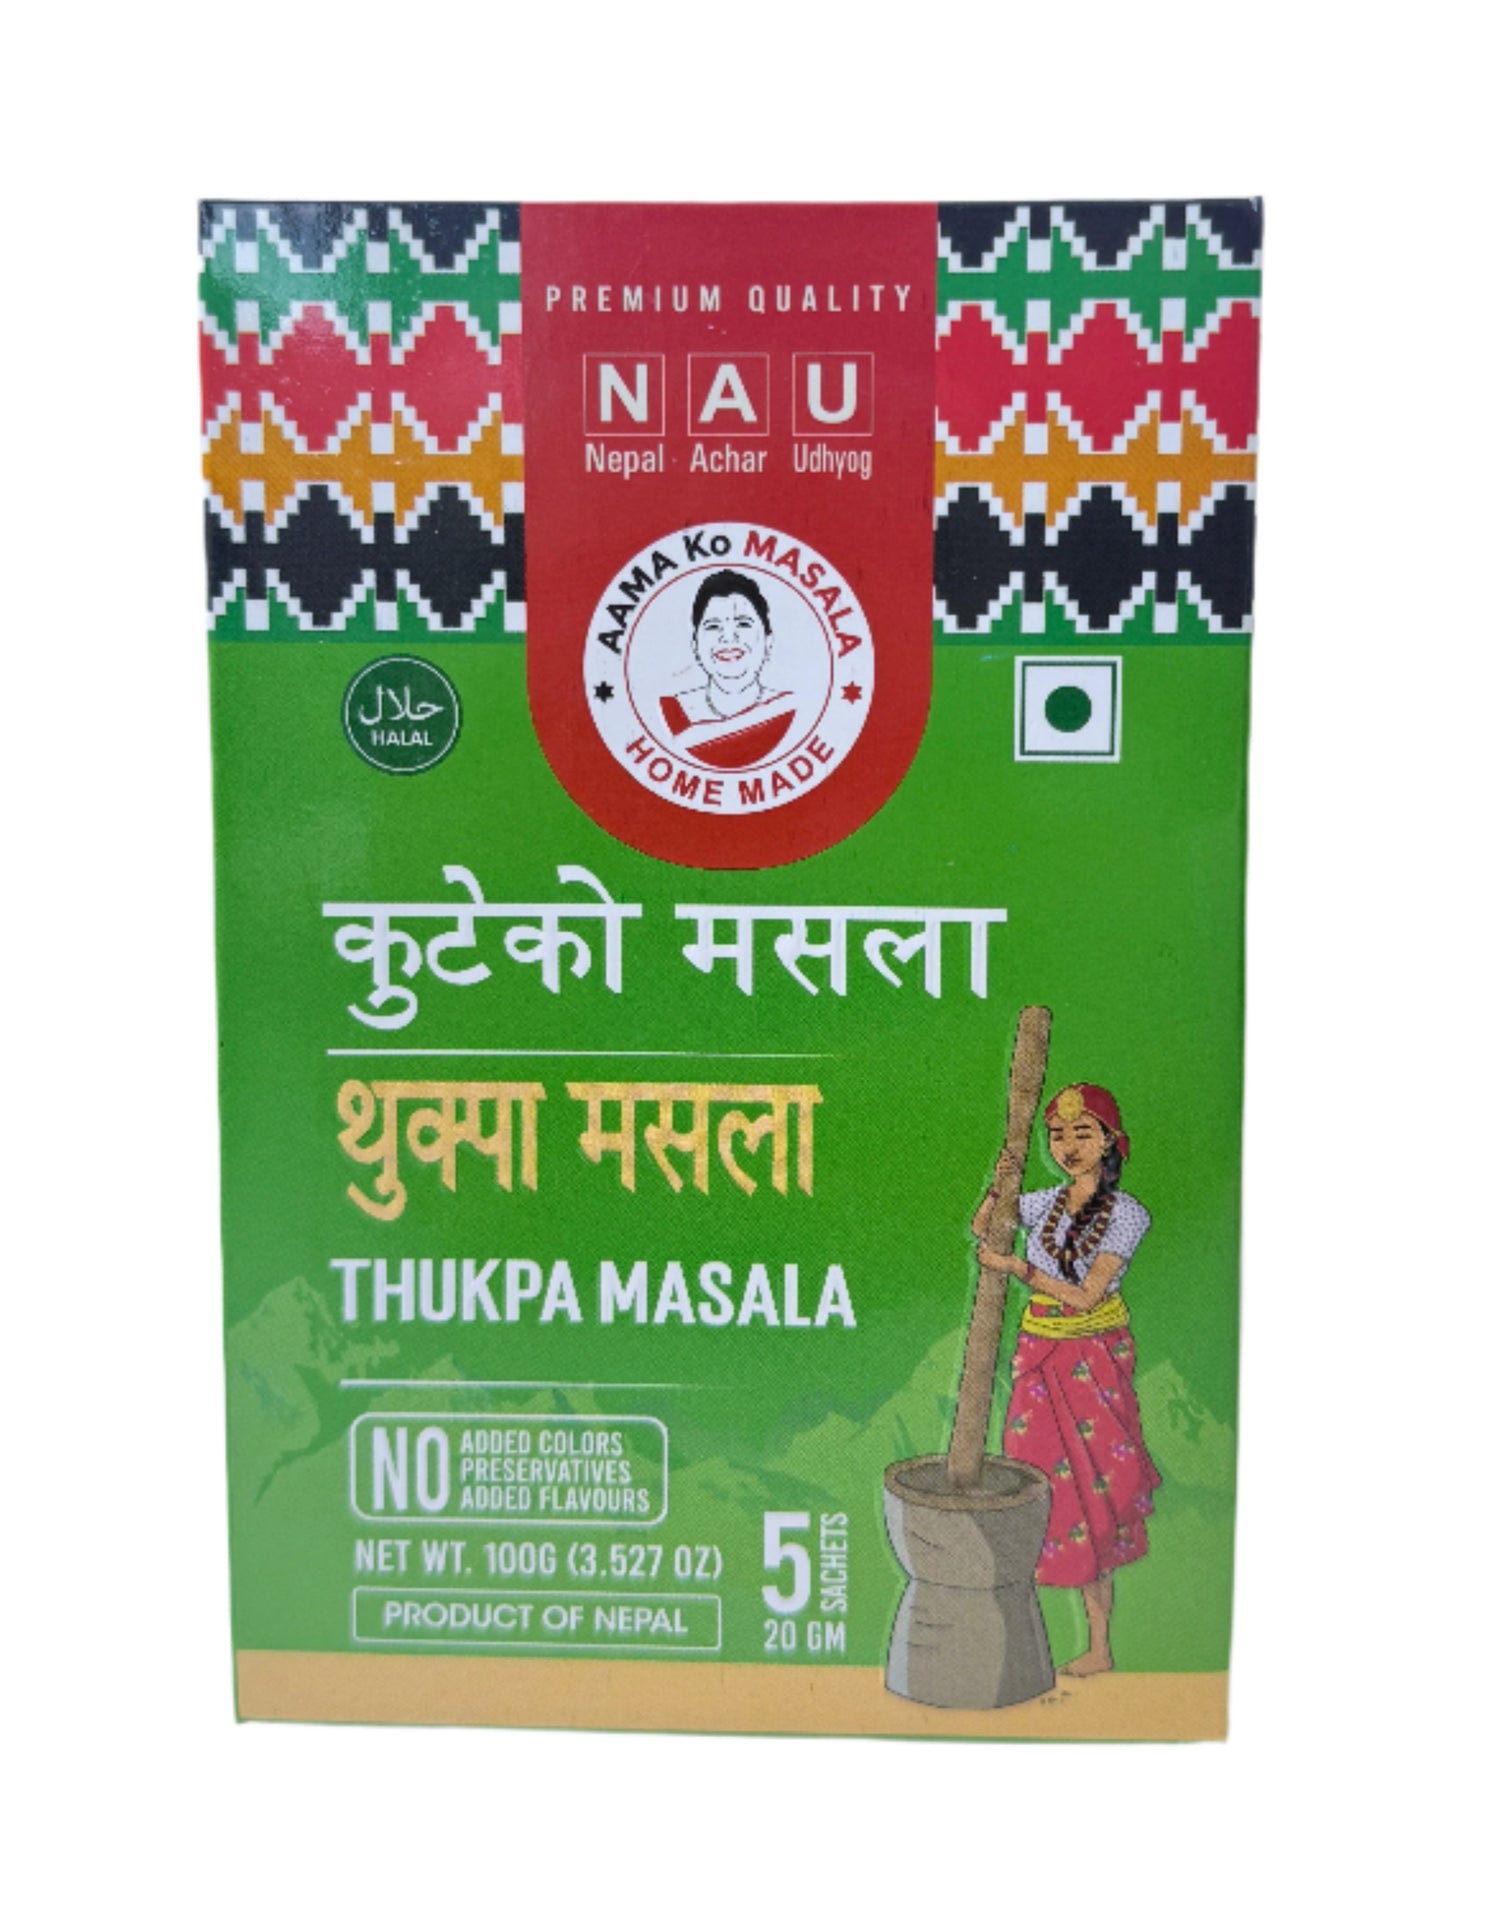 PREMIUM QUALITY
N A U
Nepal Achar Udhyog
AAMA Ko MASALA
HOME MADE
حلال
HALAL
कुटेको मसला
थुक्पा मसला
THUKPA MASALA
NO ADDED COLORS
PRESERVATIVES
ADDED FLAVOURS
NET WT. 100G (3.527 OZ)
PRODUCT OF NEPAL
5 SACHETS
20 GM